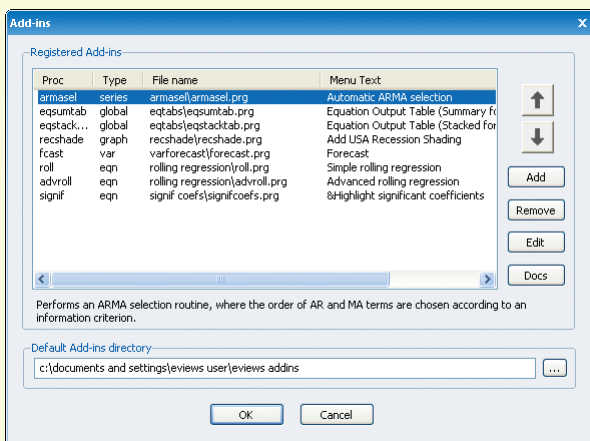 Add-ins
Registered Add-ins
Proc Type File name Menu Text
armasel series armasel\armasel.prg Automatic ARMA selection
eqsumtab global eqtabs\eqsumtab.prg Equation Output Table (Summary fo
eqstack... global eqtabs\eqstacktab.prg Equation Output Table (Stacked for
recshade graph recshade\recshade.prg Add USA Recession Shading
fcast var varforecast\forecast.prg Forecast
roll eqn rolling regression\roll.prg Simple rolling regression
advroll eqn rolling regression\advroll.prg Advanced rolling regression
signif eqn signif coefs\signifcoefs.prg &Highlight significant coefficients
Add
Remove
Edit
Docs
Performs an ARMA selection routine, where the order of AR and MA terms are chosen according to an
information criterion.
Default Add-ins directory
c:\documents and settings\eviews user\eviews addins
...
OK Cancel